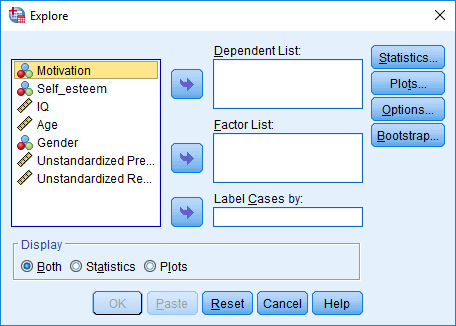 Explore
Motivation
Self_esteem
IQ
Age
Gender
Unstandardized Pre...
Unstandardized Re...
Dependent List:
Factor List:
Label Cases by:
Statistics...
Plots...
Options...
Bootstrap...
Display
Both Statistics Plots
OK Paste Reset Cancel Help